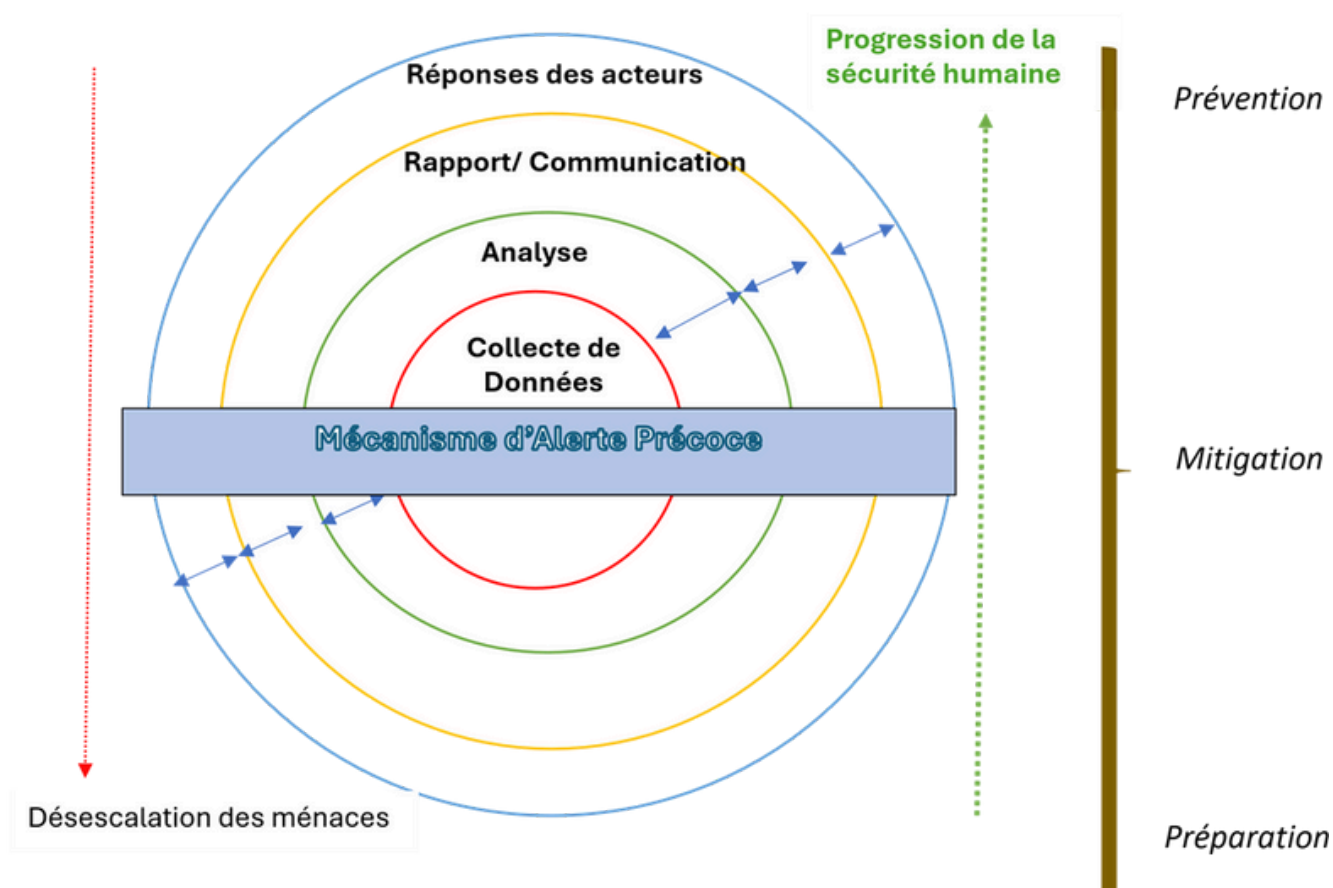 Progression de la
sécurité humaine
Réponses des acteurs
Prévention
Rapport/ Communication
Analyse
Collecte de
Données
Mécanisme d'Alerte Précoce
Mitigation
Désescalation des ménaces
Préparation